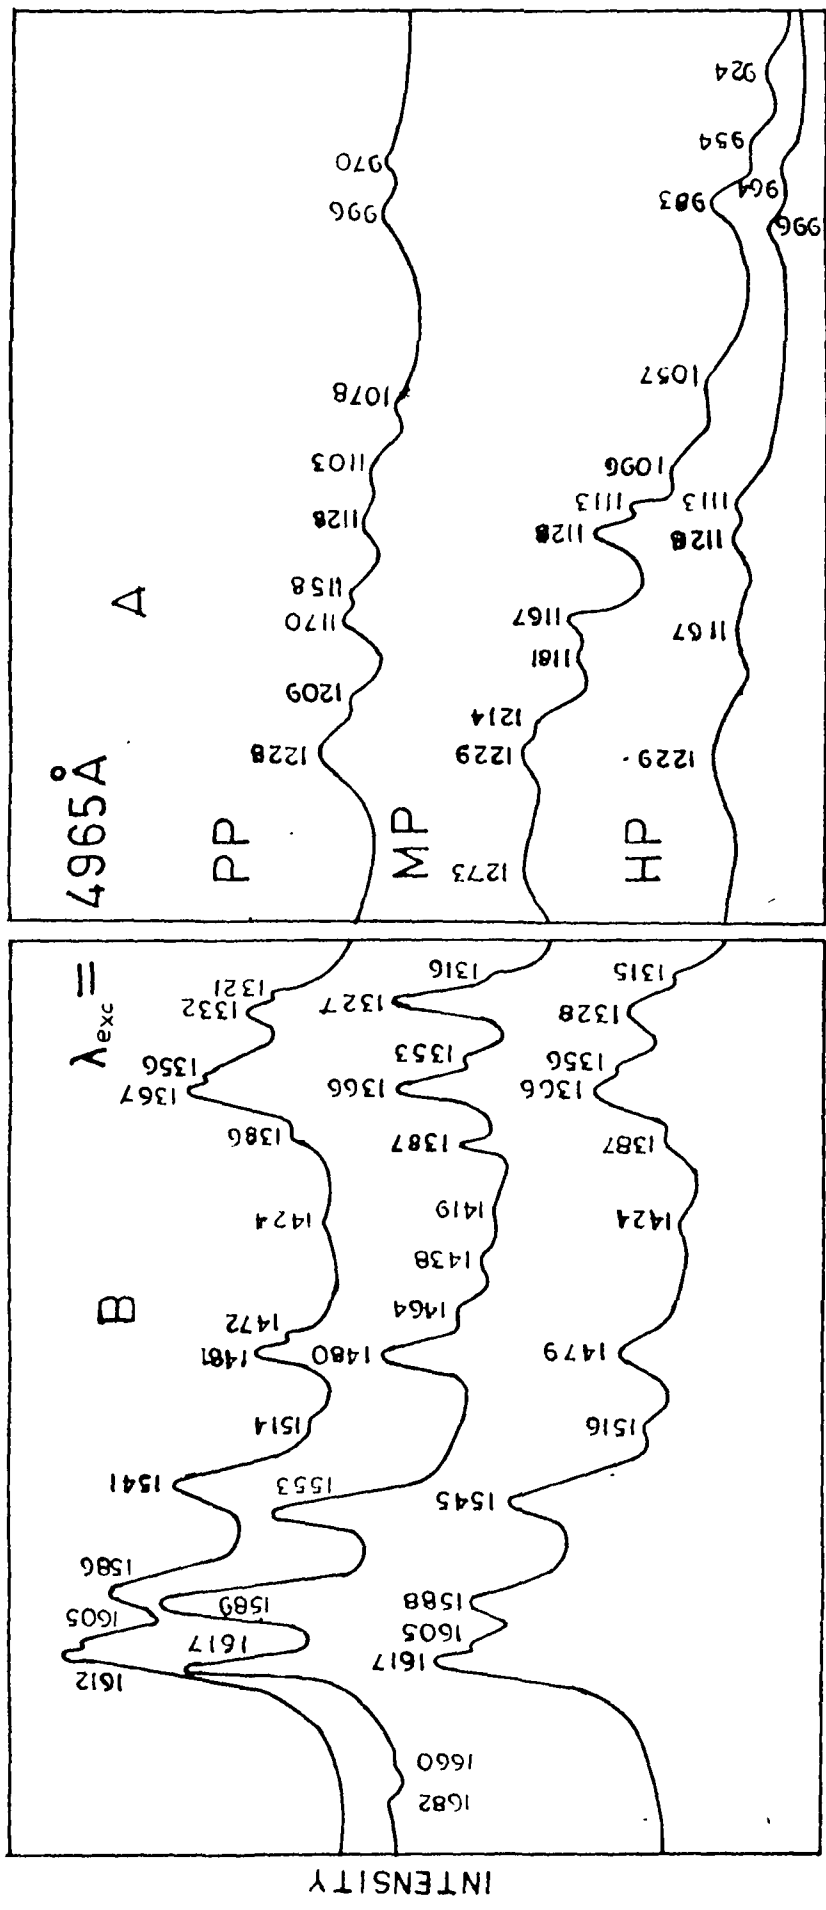 λexc = 4965Å
B
A
INTENSITY
1612 1605 1586 1541 1514 1481 1472 1424 1386 1367 1356 1332 1321
PP
1228 1209 1170 1158 1128 1103 1078 996 970
1682 1660 1617 1589 1553 1480 1464 1438 1419 1387 1366 1353 1327 1316
MP
1273 1229 1214 1181 1167 1128 1113 1096 1057 983 954 924
1617 1605 1588 1545 1516 1479 1424 1387 1366 1356 1328 1315
HP
1229 1167 1128 1113 996 964